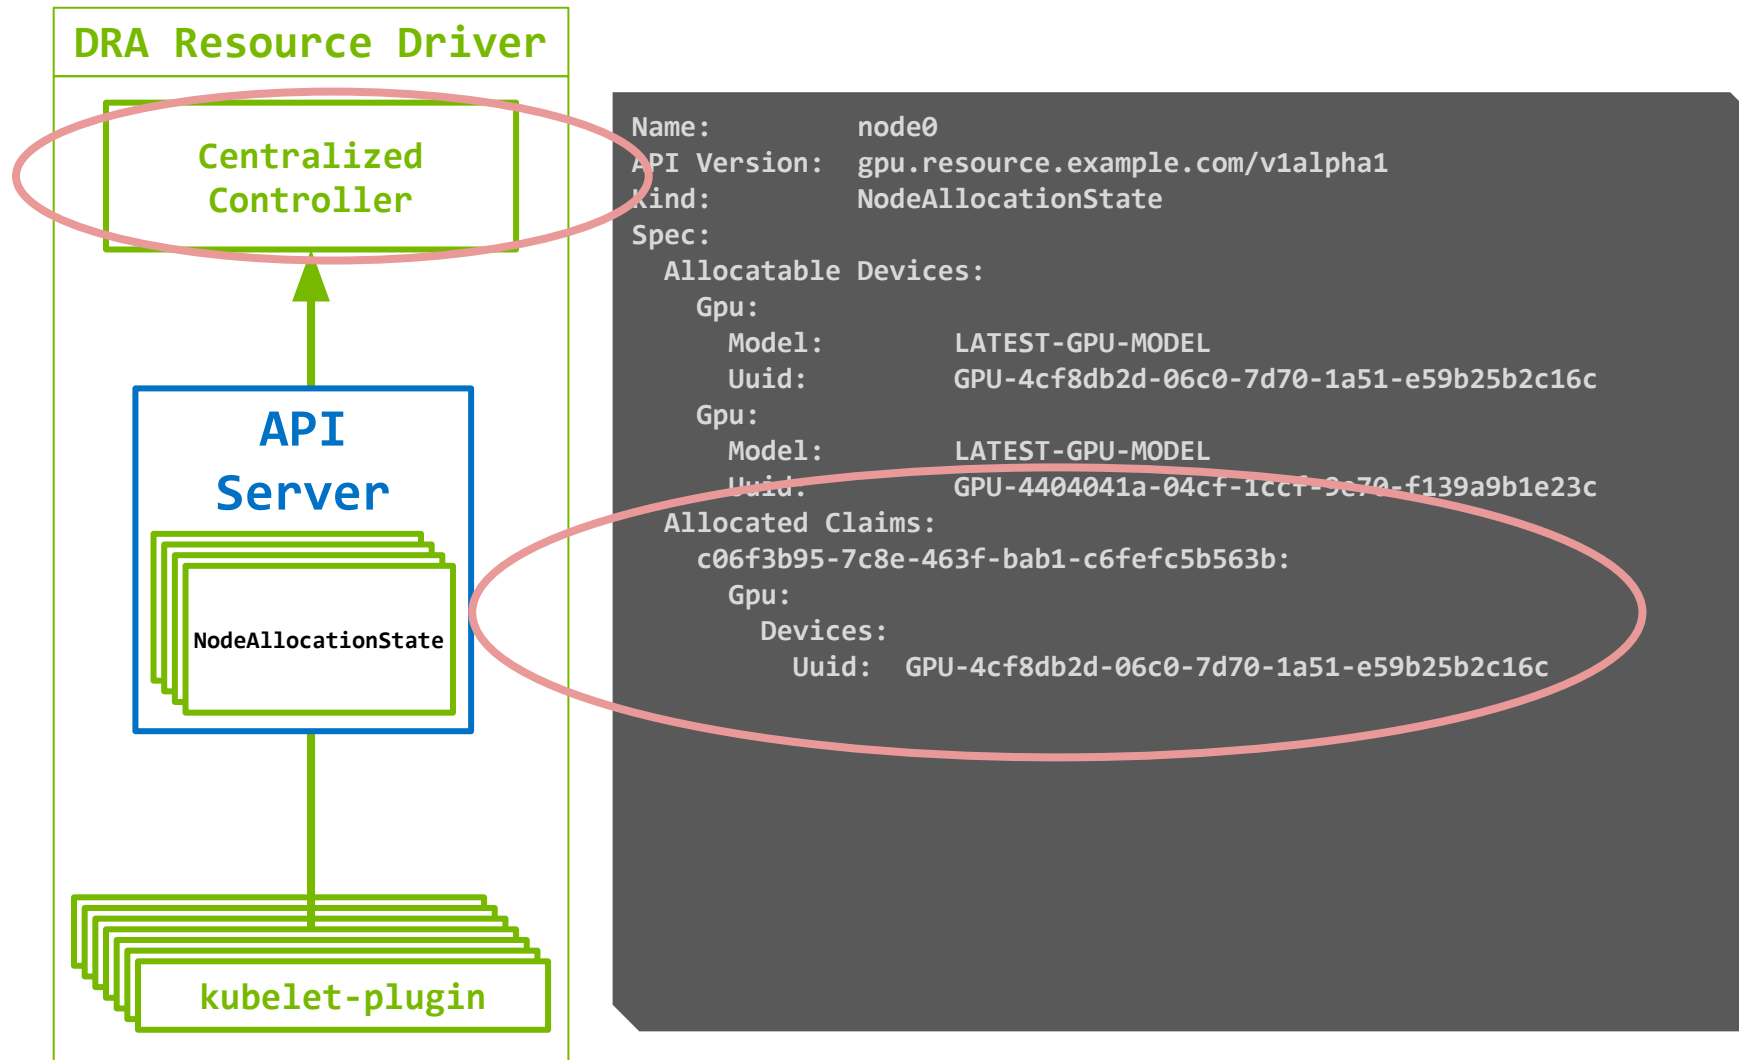 DRA Resource Driver
Centralized
Controller
API
Server
NodeAllocationState
kubelet-plugin
Name:         node0
API Version:  gpu.resource.example.com/v1alpha1
Kind:         NodeAllocationState
Spec:
  Allocatable Devices:
    Gpu:
      Model:        LATEST-GPU-MODEL
      Uuid:         GPU-4cf8db2d-06c0-7d70-1a51-e59b25b2c16c
    Gpu:
      Model:        LATEST-GPU-MODEL
      Uuid:         GPU-4404041a-04cf-1ccf-9e70-f139a9b1e23c
  Allocated Claims:
    c06f3b95-7c8e-463f-bab1-c6fefc5b563b:
      Gpu:
        Devices:
          Uuid:  GPU-4cf8db2d-06c0-7d70-1a51-e59b25b2c16c